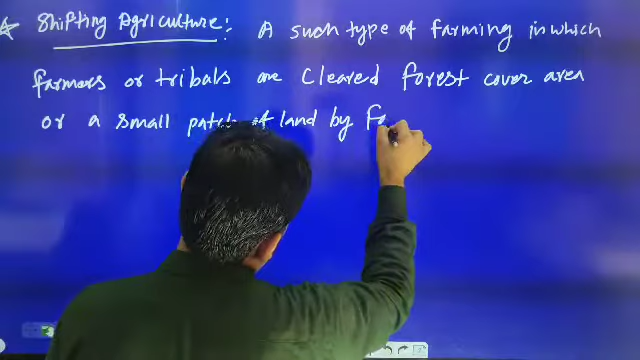 Shifting Agriculture :- A such type of farming in which
farmers or tribals are cleared forest cover area
or a small patch of land by